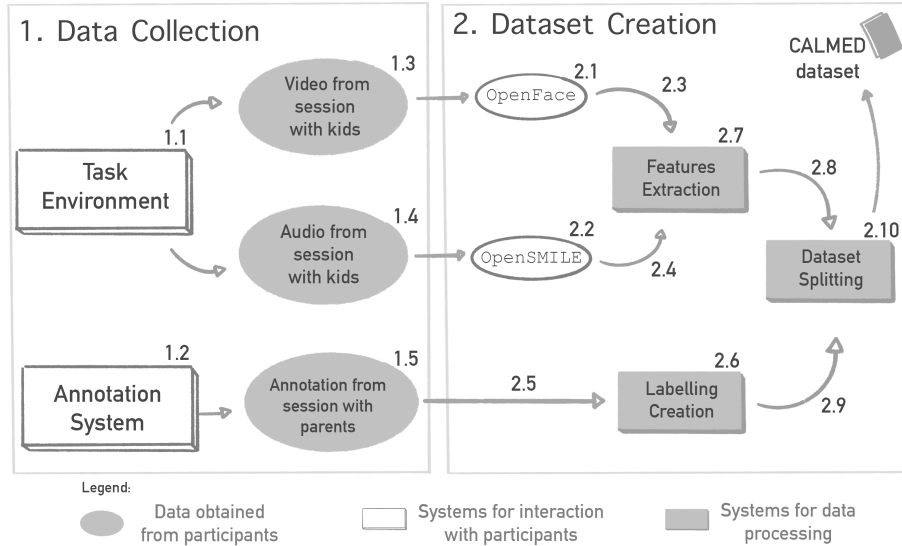 1. Data Collection
1.1
Task
Environment
1.3
Video from
session
with kids
1.4
Audio from
session
with kids
1.2
Annotation
System
1.5
Annotation from
session with
parents
2. Dataset Creation
CALMED
dataset
2.1
OpenFace
2.3
2.7
Features
Extraction
2.8
2.2
OpenSMILE
2.4
2.10
Dataset
Splitting
2.5
2.6
Labelling
Creation
2.9
Legend:
Data obtained
from participants
Systems for interaction
with participants
Systems for data
processing